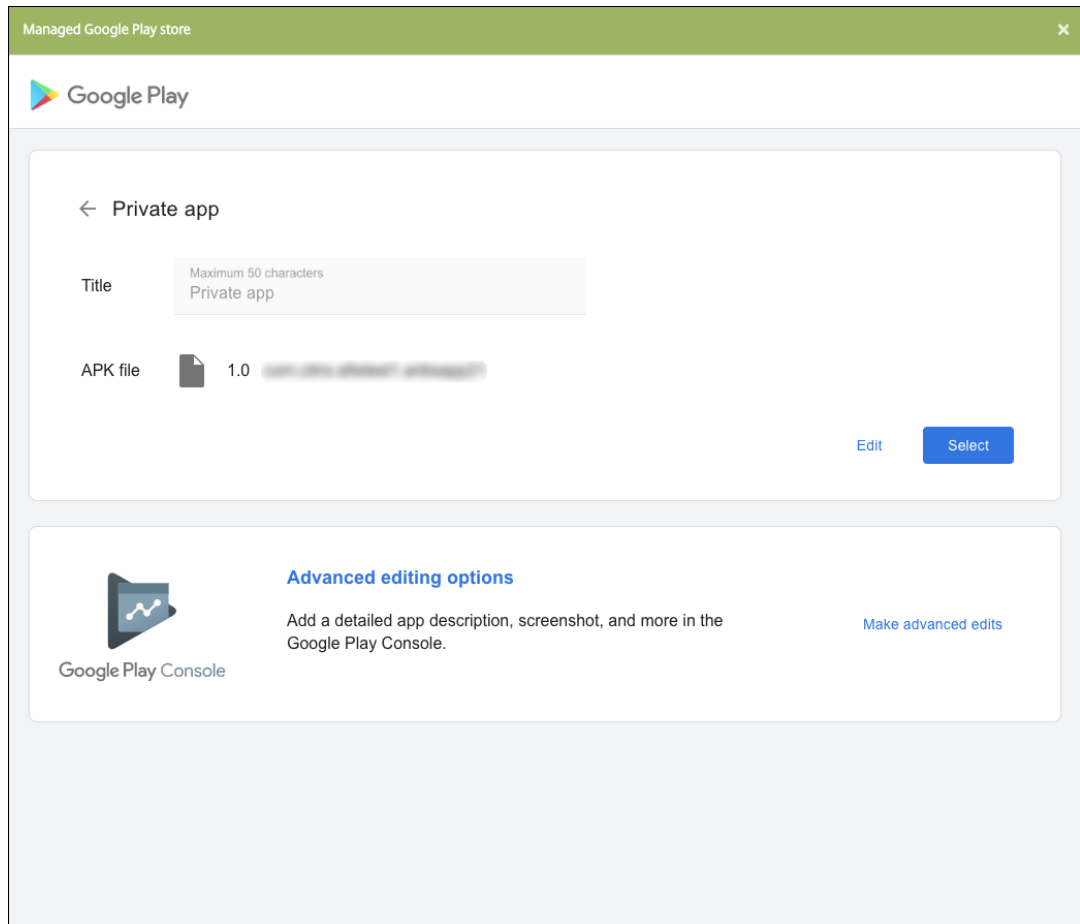 Managed Google Play store
Google Play
Private app
Title
Maximum 50 characters
Private app
APK file
1.0
Edit
Select
Advanced editing options
Add a detailed app description, screenshot, and more in the
Google Play Console.
Make advanced edits
Google Play Console